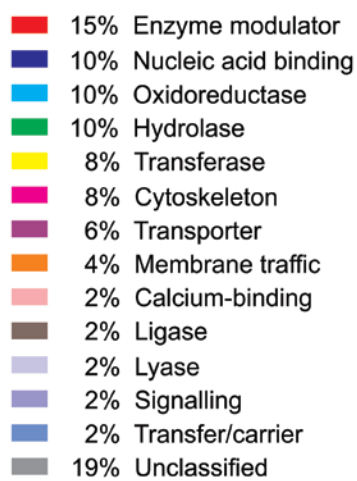 15% Enzyme modulator
10% Nucleic acid binding
10% Oxidoreductase
10% Hydrolase
8% Transferase
8% Cytoskeleton
6% Transporter
4% Membrane traffic
2% Calcium-binding
2% Ligase
2% Lyase
2% Signalling
2% Transfer/carrier
19% Unclassified